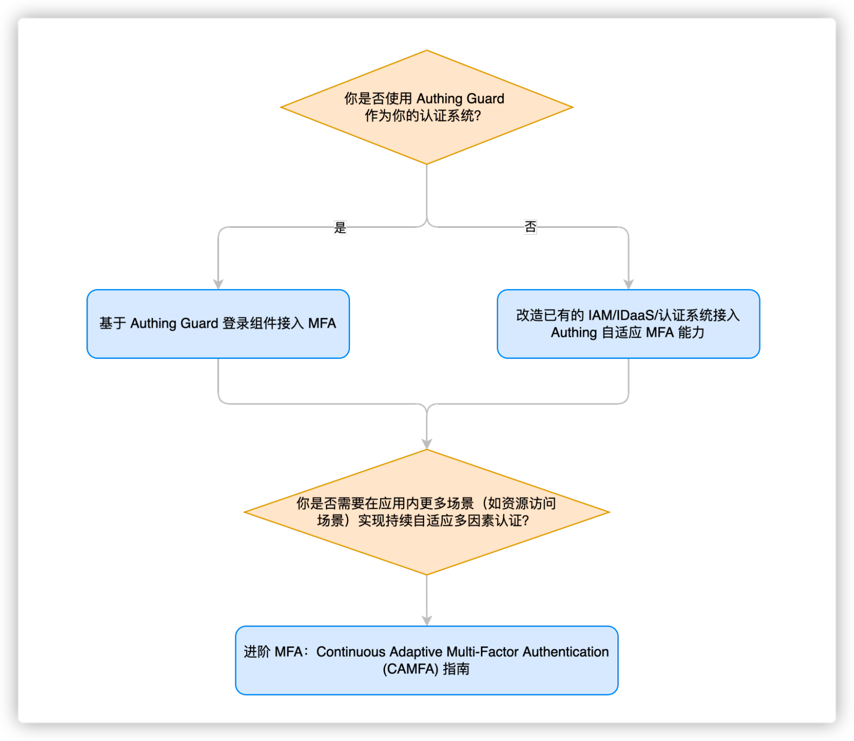 你是否使用 Authing Guard
作为你的认证系统？
是
否
基于 Authing Guard 登录组件接入 MFA
改造已有的 IAM/IDaaS/认证系统接入
Authing 自适应 MFA 能力
你是否需要在应用内更多场景（如资源访问
场景）实现持续自适应多因素认证？
进阶 MFA：Continuous Adaptive Multi-Factor Authentication
(CAMFA) 指南